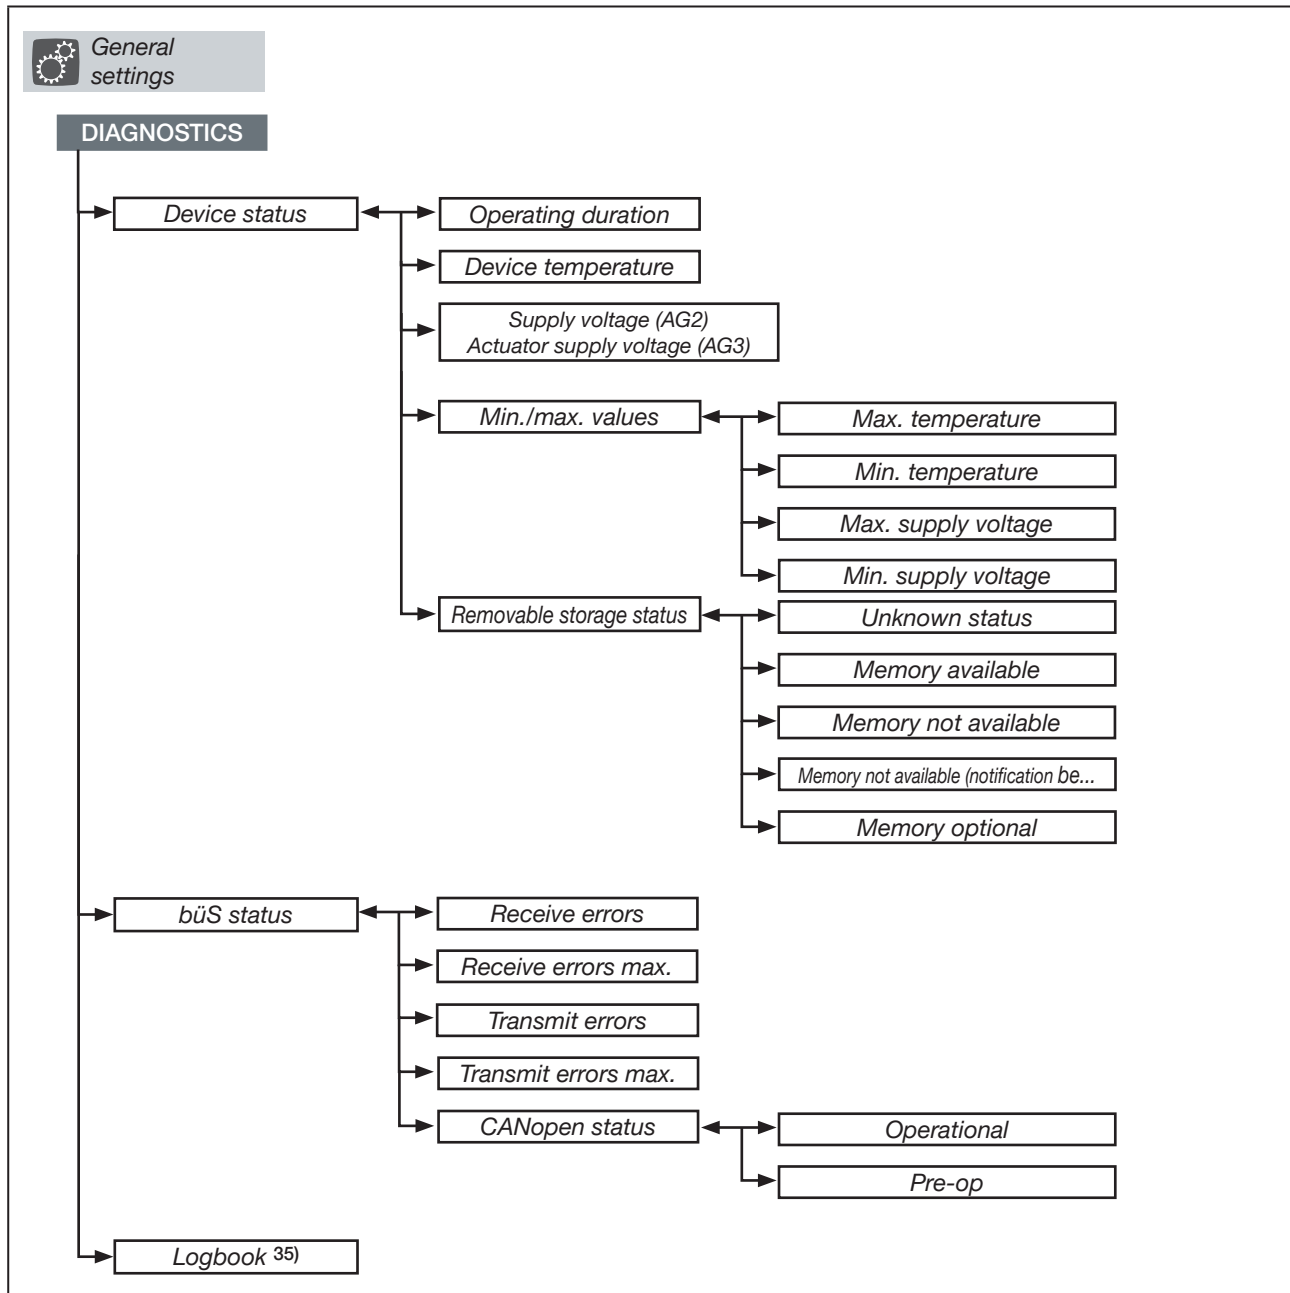 General
settings
DIAGNOSTICS
Device status
Operating duration
Device temperature
Supply voltage (AG2)
Actuator supply voltage (AG3)
Min./max. values
Max. temperature
Min. temperature
Max. supply voltage
Min. supply voltage
Removable storage status
Unknown status
Memory available
Memory not available
Memory not available (notification be...
Memory optional
büS status
Receive errors
Receive errors max.
Transmit errors
Transmit errors max.
CANopen status
Operational
Pre-op
Logbook 35)